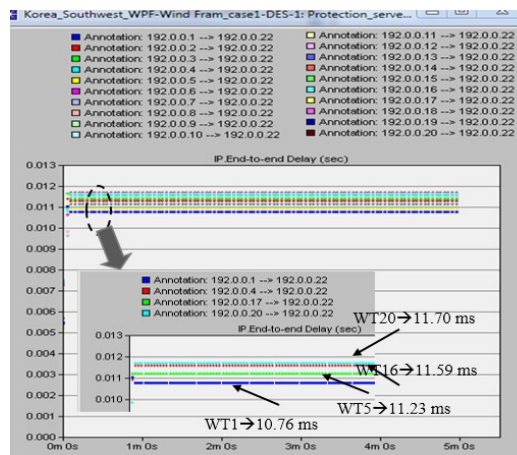 Korea_Southwest_WPF-Wind Fram_case1-DES-1: Protection_serve...
Annotation: 192.0.0.1 --> 192.0.0.22
Annotation: 192.0.0.2 --> 192.0.0.22
Annotation: 192.0.0.3 --> 192.0.0.22
Annotation: 192.0.0.4 --> 192.0.0.22
Annotation: 192.0.0.5 --> 192.0.0.22
Annotation: 192.0.0.6 --> 192.0.0.22
Annotation: 192.0.0.7 --> 192.0.0.22
Annotation: 192.0.0.8 --> 192.0.0.22
Annotation: 192.0.0.9 --> 192.0.0.22
Annotation: 192.0.0.10 --> 192.0.0.22
Annotation: 192.0.0.11 --> 192.0.0.22
Annotation: 192.0.0.12 --> 192.0.0.22
Annotation: 192.0.0.13 --> 192.0.0.22
Annotation: 192.0.0.14 --> 192.0.0.22
Annotation: 192.0.0.15 --> 192.0.0.22
Annotation: 192.0.0.16 --> 192.0.0.22
Annotation: 192.0.0.17 --> 192.0.0.22
Annotation: 192.0.0.18 --> 192.0.0.22
Annotation: 192.0.0.19 --> 192.0.0.22
Annotation: 192.0.0.20 --> 192.0.0.22
IP.End-to-end Delay (sec)
0.013
0.012
0.011
0.010
0.009
0.008
0.007
0.006
0.005
0.004
0.003
0.002
0.001
0.000
0m 0s
1m 0s
2m 0s
3m 0s
4m 0s
5m 0s
Annotation: 192.0.0.1 --> 192.0.0.22
Annotation: 192.0.0.4 --> 192.0.0.22
Annotation: 192.0.0.17 --> 192.0.0.22
Annotation: 192.0.0.20 --> 192.0.0.22
IP.End-to-end Delay (sec)
0.013
0.012
0.011
0.010
WT20→11.70 ms
WT16→11.59 ms
WT5→11.23 ms
WT1→10.76 ms